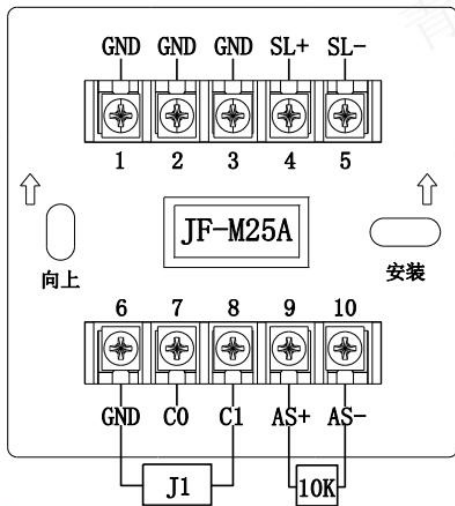 GND GND GND SL+ SL-
1 2 3 4 5
JF-M25A
向上 安装
6 7 8 9 10
GND C0 C1 AS+ AS-
J1 10K